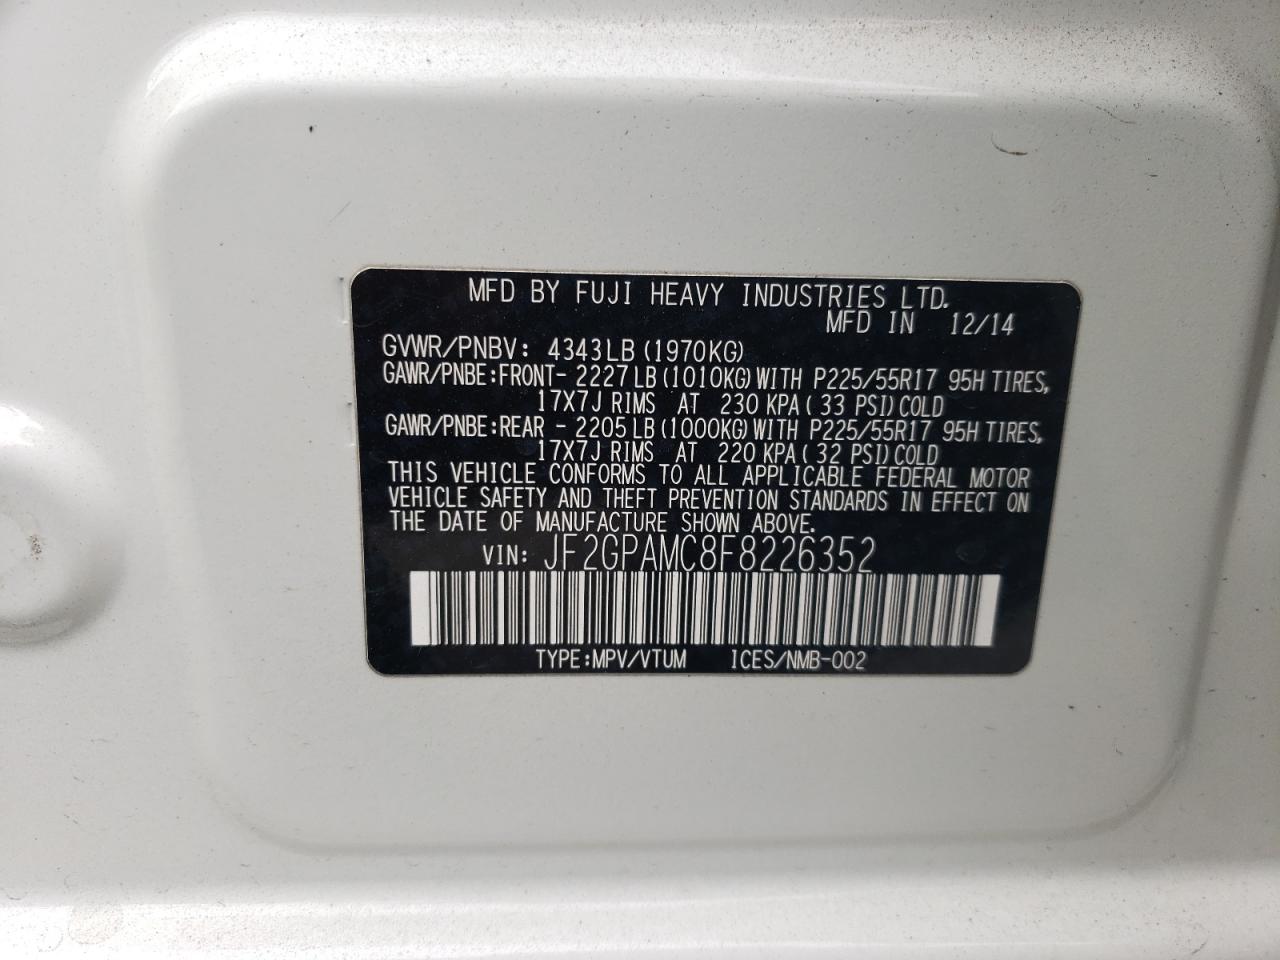 MFD BY FUJI HEAVY INDUSTRIES LTD.
MFD IN 12/14
GVWR/PNBV: 4343LB (1970KG)
GAWR/PNBE:FRONT- 2227LB (1010KG) WITH P225/55R17 95H TIRES,
17X7J RIMS AT 230 KPA ( 33 PSI) COLD
GAWR/PNBE:REAR - 2205LB (1000KG) WITH P225/55R17 95H TIRES,
17X7J RIMS AT 220 KPA ( 32 PSI) COLD
THIS VEHICLE CONFORMS TO ALL APPLICABLE FEDERAL MOTOR
VEHICLE SAFETY AND THEFT PREVENTION STANDARDS IN EFFECT ON
THE DATE OF MANUFACTURE SHOWN ABOVE.
VIN: JF2GPAMC8F8226352
TYPE:MPV/VTUM ICES/NMB-002